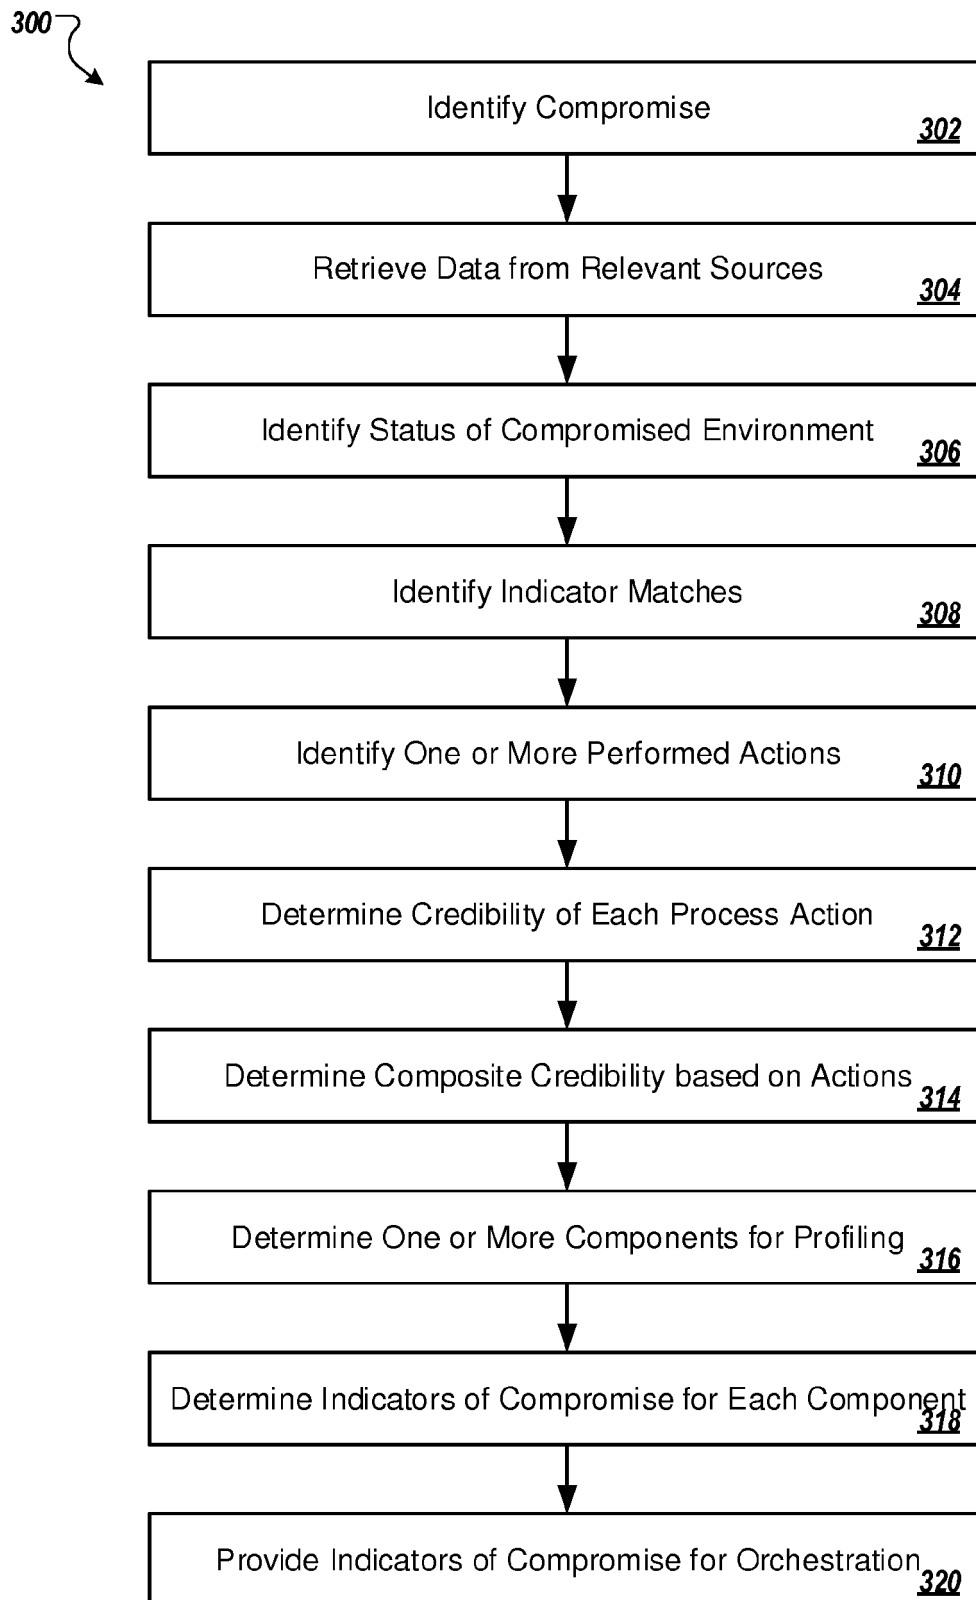 300
Identify Compromise
302
Retrieve Data from Relevant Sources
304
Identify Status of Compromised Environment
306
Identify Indicator Matches
308
Identify One or More Performed Actions
310
Determine Credibility of Each Process Action
312
Determine Composite Credibility based on Actions
314
Determine One or More Components for Profiling
316
Determine Indicators of Compromise for Each Component
318
Provide Indicators of Compromise for Orchestration
320